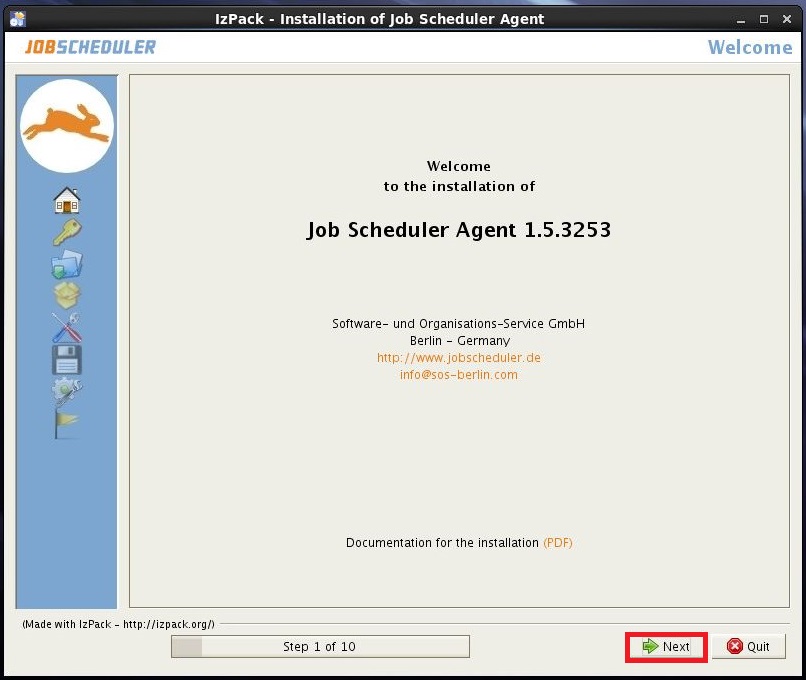 IzPack - Installation of Job Scheduler Agent
JOBSCHEDULER
Welcome
Welcome
to the installation of
Job Scheduler Agent 1.5.3253
Software- und Organisations-Service GmbH
Berlin - Germany
http://www.jobscheduler.de
info@sos-berlin.com
Documentation for the installation (PDF)
(Made with IzPack - http://izpack.org/)
Step 1 of 10
Next
Quit